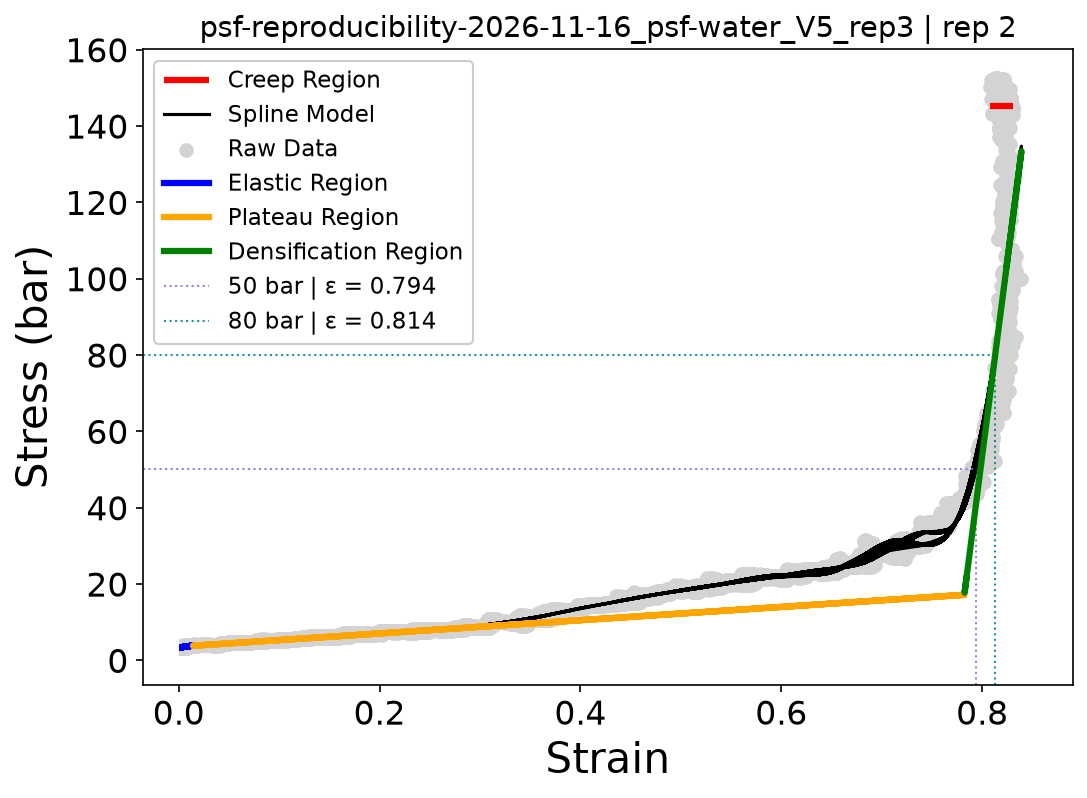 psf-reproducibility-2026-11-16_psf-water_V5_rep3 | rep 2
160
140
120
100
80
60
40
20
0
Stress (bar)
Creep Region
Spline Model
Raw Data
Elastic Region
Plateau Region
Densification Region
50 bar | ε = 0.794
80 bar | ε = 0.814
0.0 0.2 0.4 0.6 0.8
Strain